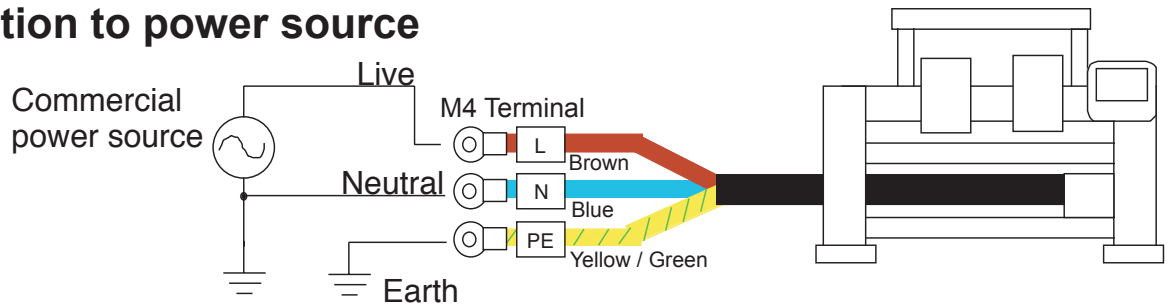 tion to power source
Live
Commercial
power source
M4 Terminal
L
Brown
Neutral
N
Blue
PE
Yellow / Green
Earth